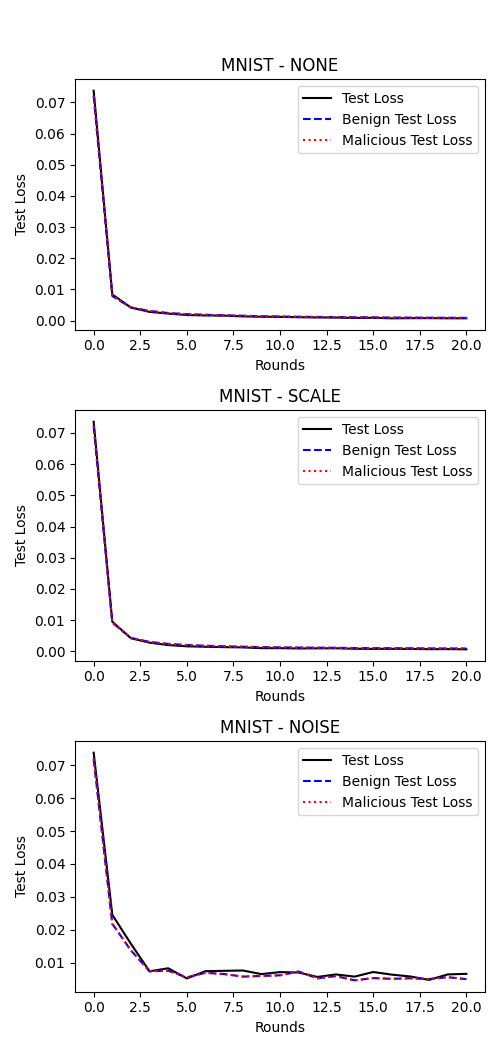 MNIST - NONE
Test Loss
Benign Test Loss
Malicious Test Loss
Test Loss
0.07
0.06
0.05
0.04
0.03
0.02
0.01
0.00
0.0 2.5 5.0 7.5 10.0 12.5 15.0 17.5 20.0
Rounds
MNIST - SCALE
Test Loss
Benign Test Loss
Malicious Test Loss
Test Loss
0.07
0.06
0.05
0.04
0.03
0.02
0.01
0.00
0.0 2.5 5.0 7.5 10.0 12.5 15.0 17.5 20.0
Rounds
MNIST - NOISE
Test Loss
Benign Test Loss
Malicious Test Loss
Test Loss
0.07
0.06
0.05
0.04
0.03
0.02
0.01
0.0 2.5 5.0 7.5 10.0 12.5 15.0 17.5 20.0
Rounds